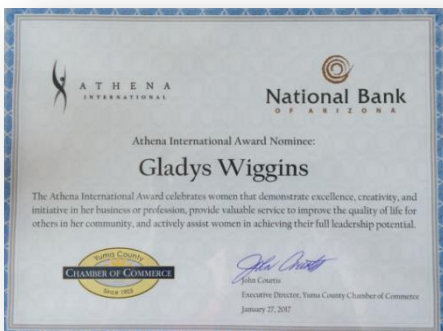 ATHENA
INTERNATIONAL
National Bank
OF ARIZONA
Athena International Award Nominee:
Gladys Wiggins
The Athena International Award celebrates women that demonstrate excellence, creativity, and
initiative in her business or profession, provide valuable service to improve the quality of life for
others in her community, and actively assist women in achieving their full leadership potential.
Yuma County
CHAMBER OF COMMERCE
Since 1905
John Courtis
John Courtis
Executive Director, Yuma County Chamber of Commerce
January 27, 2017